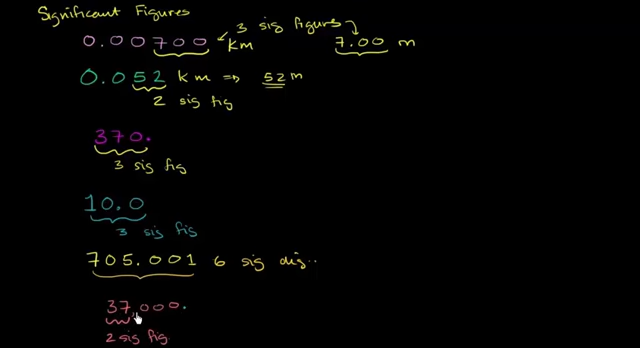 Significant Figures
3 sig figures
0.00700 km 7.00 m
0.052 km => 52 m
2 sig fig
370.
3 sig fig
10.0
3 sig fig
705.001 6 sig dig..
37,000.
2 sig fig